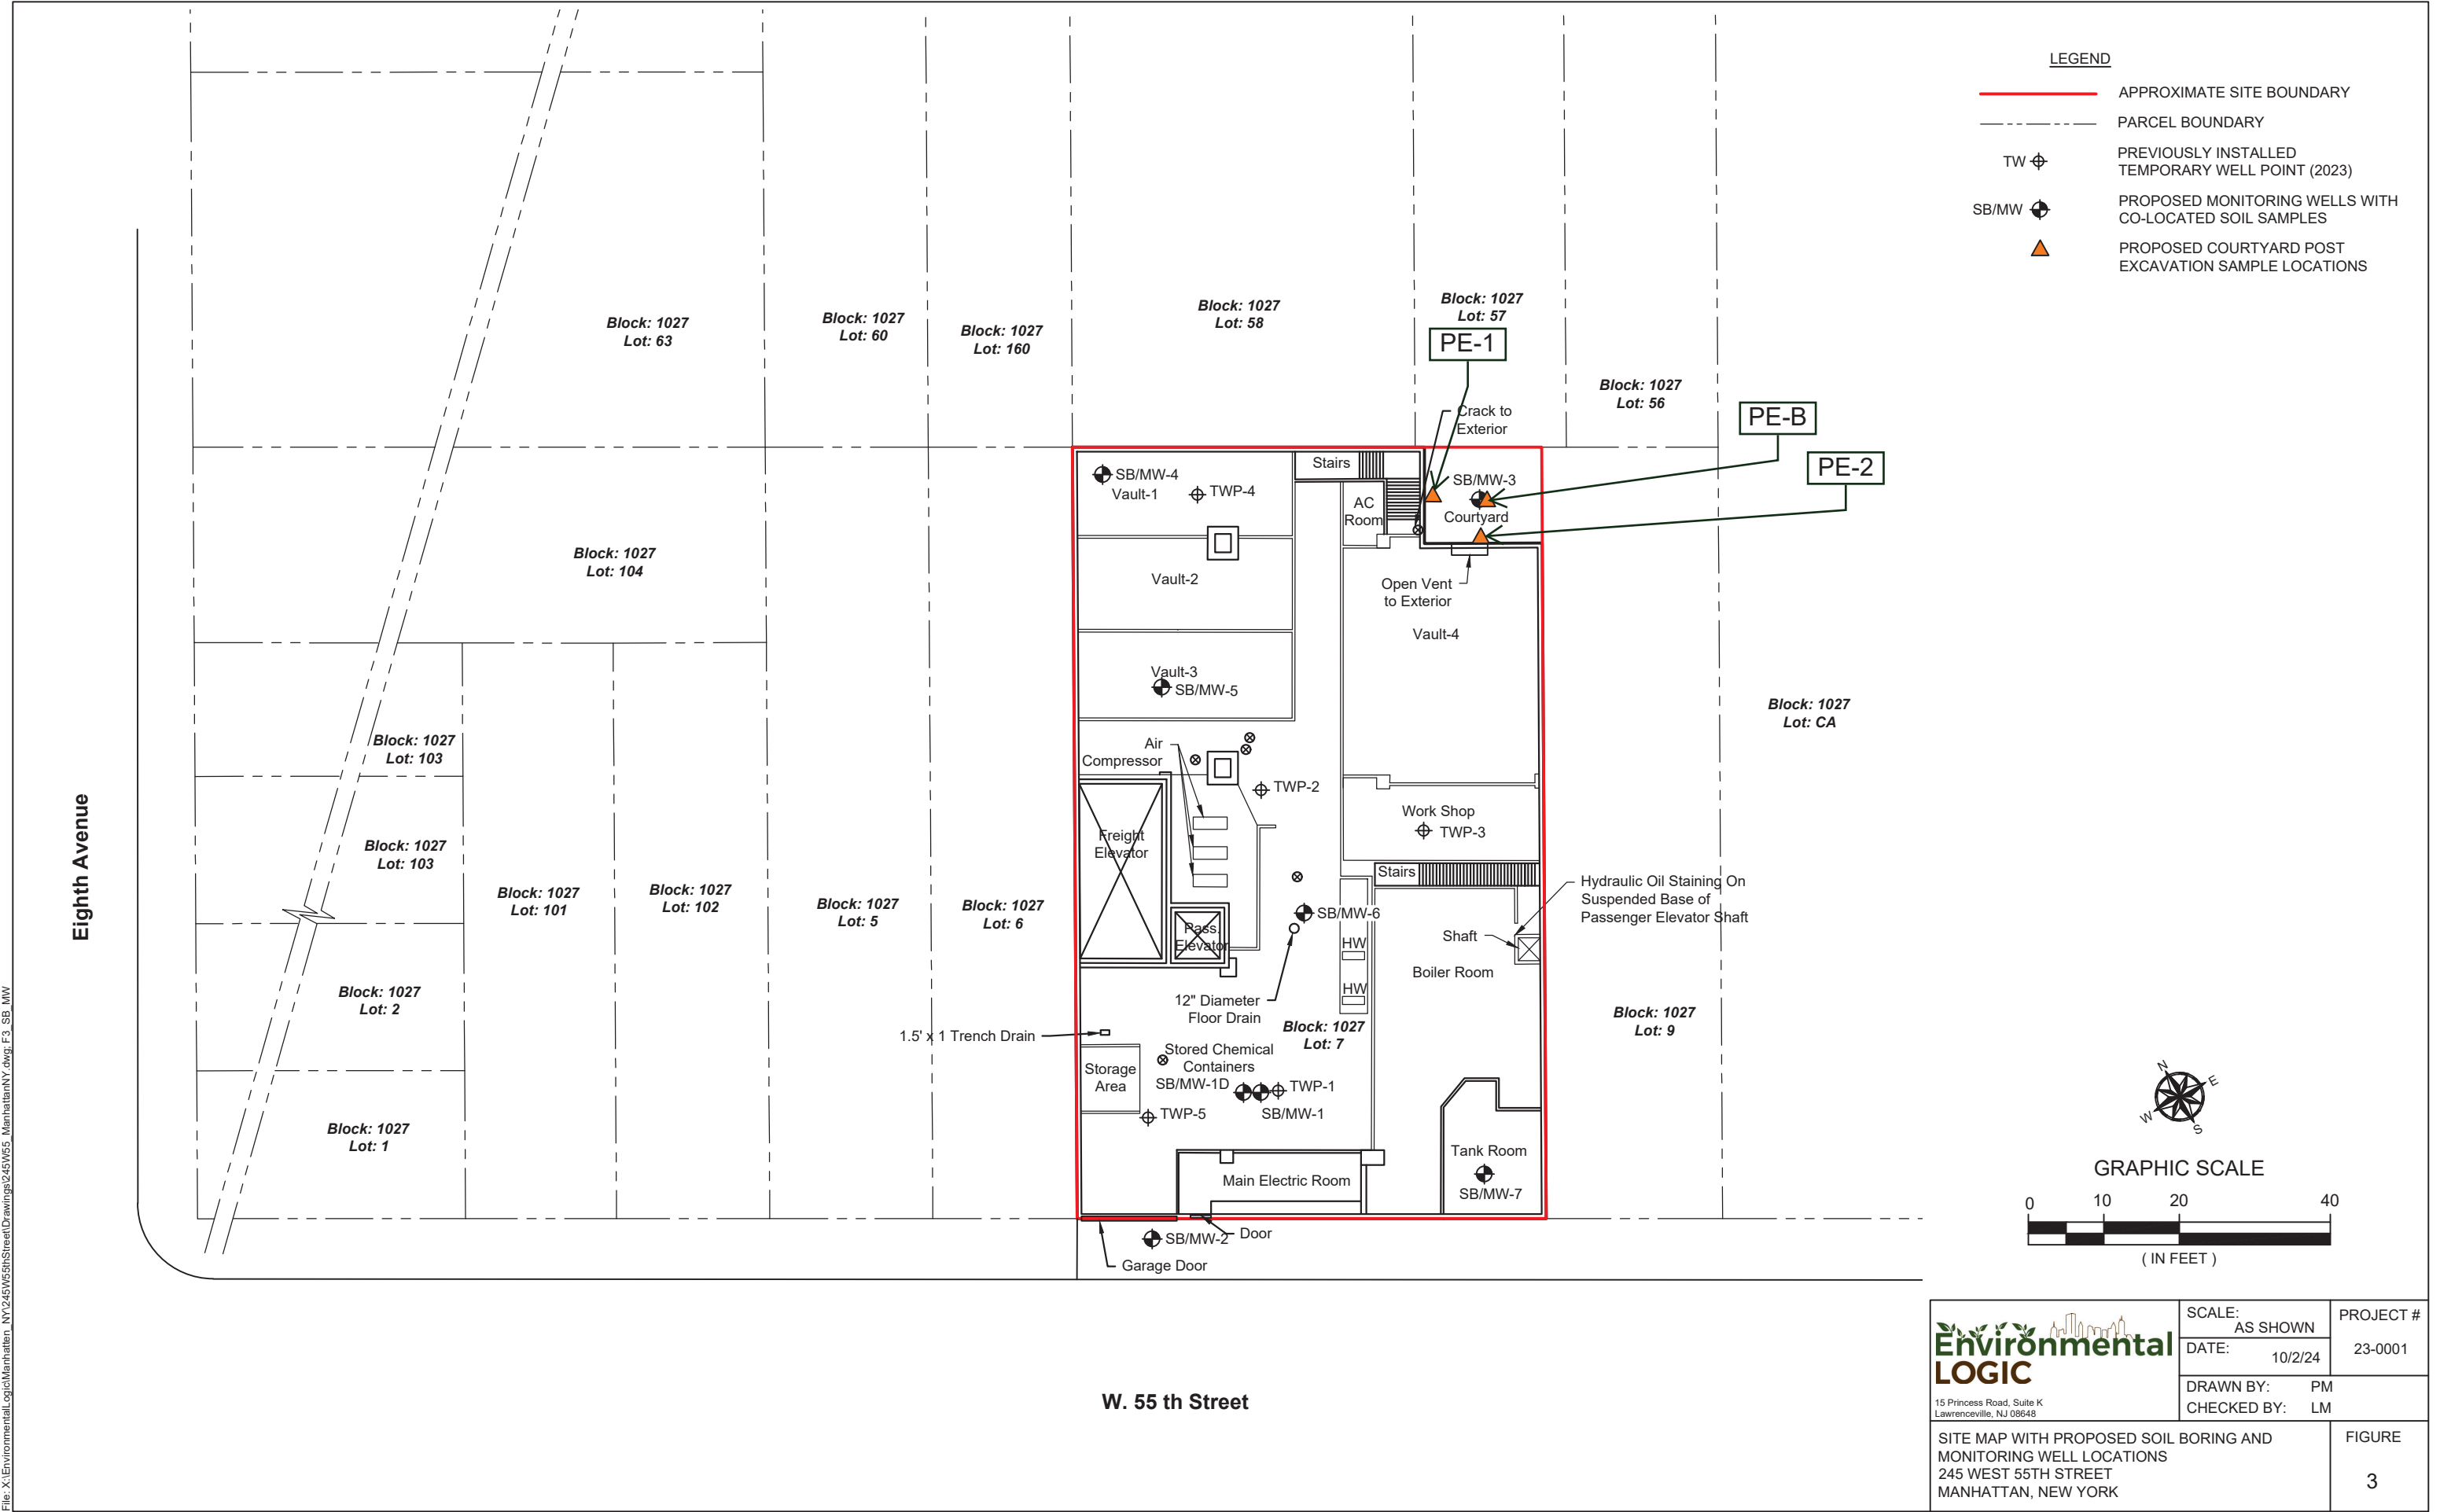 LEGEND
APPROXIMATE SITE BOUNDARY
PARCEL BOUNDARY
TW
PREVIOUSLY INSTALLED
TEMPORARY WELL POINT (2023)
SB/MW
PROPOSED MONITORING WELLS WITH
CO-LOCATED SOIL SAMPLES
PROPOSED COURTYARD POST
EXCAVATION SAMPLE LOCATIONS
Block: 1027
Lot: 63
Block: 1027
Lot: 60
Block: 1027
Lot: 160
Block: 1027
Lot: 58
Block: 1027
Lot: 57
PE-1
Block: 1027
Lot: 56
PE-B
PE-2
Crack to
Exterior
Stairs
SB/MW-4
Vault-1
TWP-4
AC
Room
SB/MW-3
Courtyard
Block: 1027
Lot: 104
Vault-2
Open Vent
to Exterior
Vault-4
Vault-3
SB/MW-5
Block: 1027
Lot: CA
Block: 1027
Lot: 103
Air
Compressor
TWP-2
Work Shop
TWP-3
Freight
Elevator
Block: 1027
Lot: 103
Eighth Avenue
Block: 1027
Lot: 101
Block: 1027
Lot: 102
Block: 1027
Lot: 5
Block: 1027
Lot: 6
Stairs
Hydraulic Oil Staining On
Suspended Base of
Passenger Elevator Shaft
SB/MW-6
Pass.
Elevator
HW
Shaft
Boiler Room
HW
Block: 1027
Lot: 2
12" Diameter
Floor Drain
Block: 1027
Lot: 7
Block: 1027
Lot: 9
1.5' x 1 Trench Drain
Stored Chemical
Containers
Storage
Area
SB/MW-1D
TWP-1
SB/MW-1
TWP-5
Block: 1027
Lot: 1
Tank Room
SB/MW-7
Main Electric Room
SB/MW-2
Door
Garage Door
W. 55 th Street
N
E
W
S
GRAPHIC SCALE
0 10 20 40
( IN FEET )
Environmental
LOGIC
15 Princess Road, Suite K
Lawrenceville, NJ 08648
SCALE:
AS SHOWN
PROJECT #
23-0001
DATE:
10/2/24
DRAWN BY: PM
CHECKED BY: LM
SITE MAP WITH PROPOSED SOIL BORING AND
MONITORING WELL LOCATIONS
245 WEST 55TH STREET
MANHATTAN, NEW YORK
FIGURE
3
File: X:\EnvironmentalLogic\Manhatten_NY\245W55thStreet\Drawings\245W55_ManhattanNY.dwg; F3_SB_MW